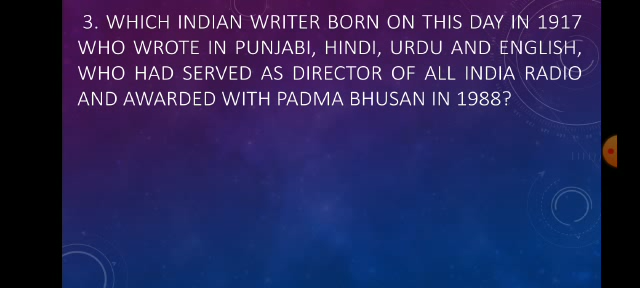 3. WHICH INDIAN WRITER BORN ON THIS DAY IN 1917
WHO WROTE IN PUNJABI, HINDI, URDU AND ENGLISH,
WHO HAD SERVED AS DIRECTOR OF ALL INDIA RADIO
AND AWARDED WITH PADMA BHUSAN IN 1988?